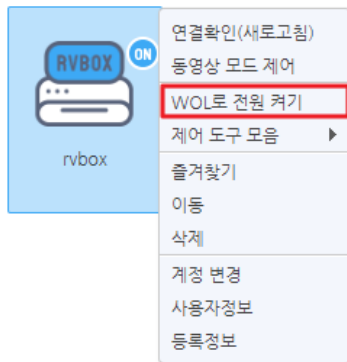 RVBOX
ON
rvbox
연결확인(새로고침)
동영상 모드 제어
WOL로 전원 켜기
제어 도구 모음
즐겨찾기
이동
삭제
계정 변경
사용자정보
등록정보